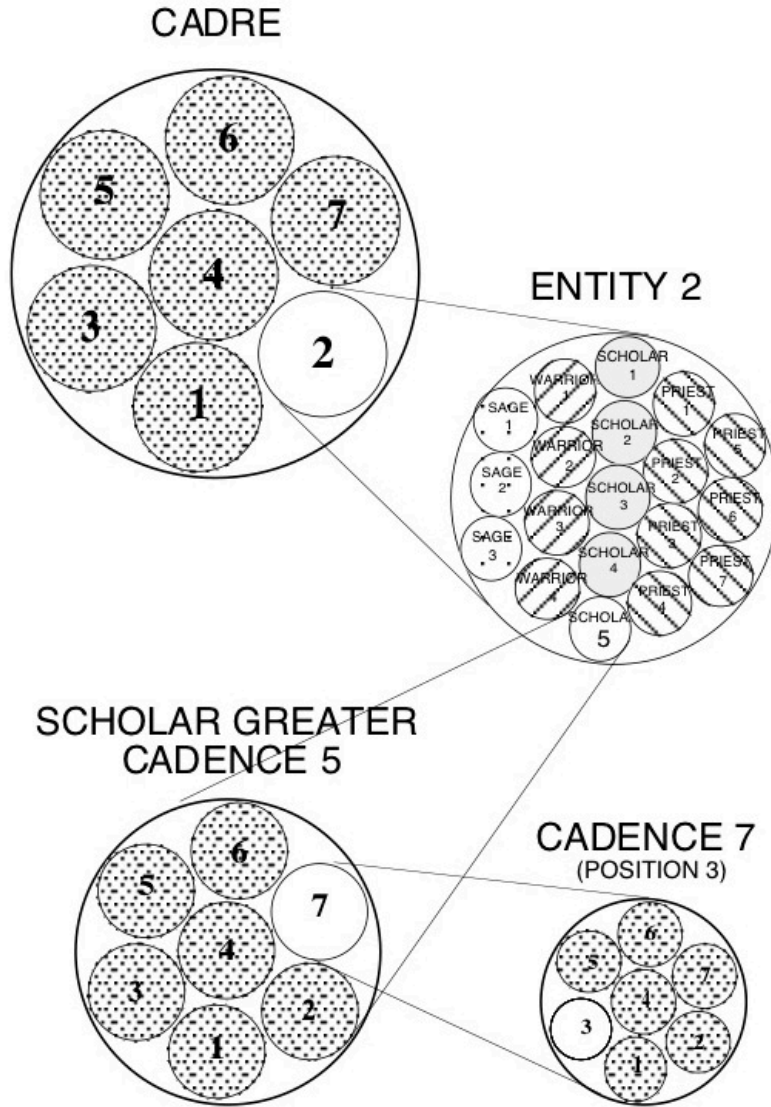 CADRE
6
5
7
4
3
2
1
ENTITY 2
SCHOLAR
1
WARRIOR
1
PRIEST
1
SAGE
1
SCHOLAR
2
PRIEST
5
WARRIOR
2
PRIEST
2
SAGE
2
SCHOLAR
3
PRIEST
6
WARRIOR
3
PRIEST
3
SAGE
3
SCHOLAR
4
PRIEST
7
WARRIOR
4
PRIEST
4
SCHOLA
5
SCHOLAR GREATER
CADENCE 5
6
5
7
4
3
2
1
CADENCE 7
(POSITION 3)
6
5
7
4
3
2
1